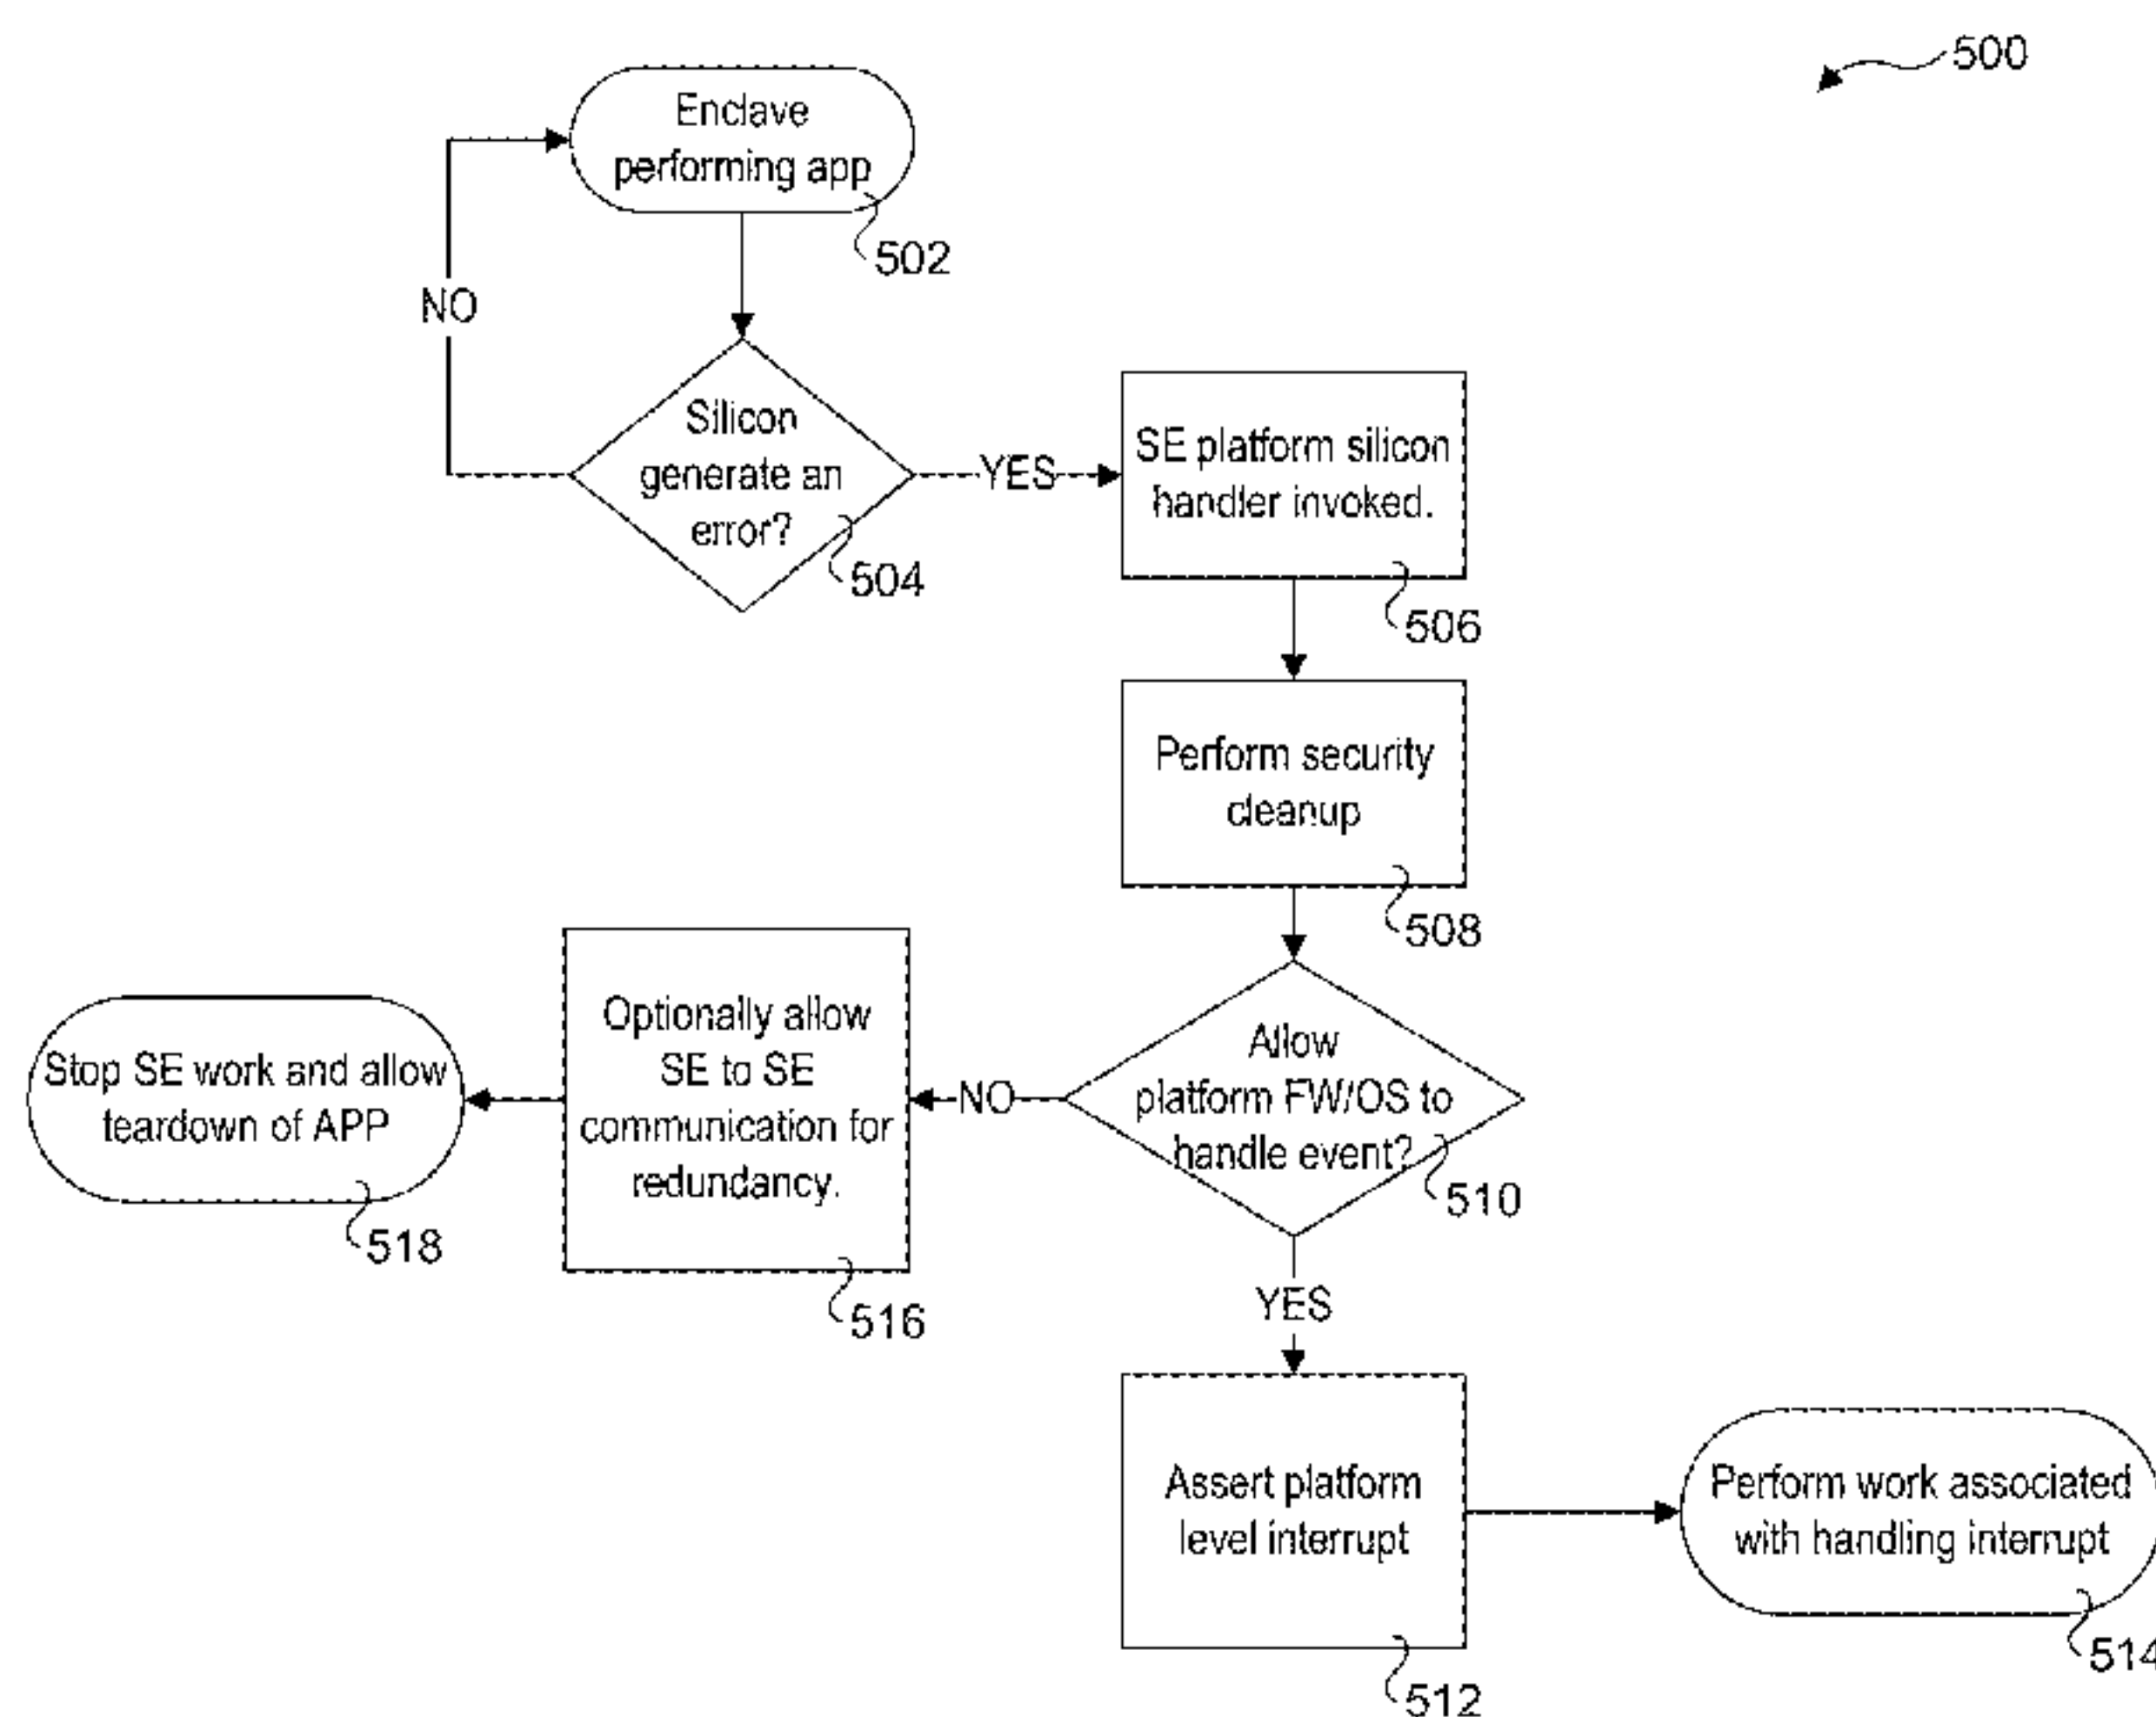 500
Enclave
performing app
502
NO
Silicon
generate an
error?
504
YES
SE platform silicon
handler invoked.
506
Perform security
cleanup
508
Allow
platform FW/OS to
handle event?
510
NO
Optionally allow
SE to SE
communication for
redundancy.
516
Stop SE work and allow
teardown of APP
518
YES
Assert platform
level interrupt
512
Perform work associated
with handling interrupt
514